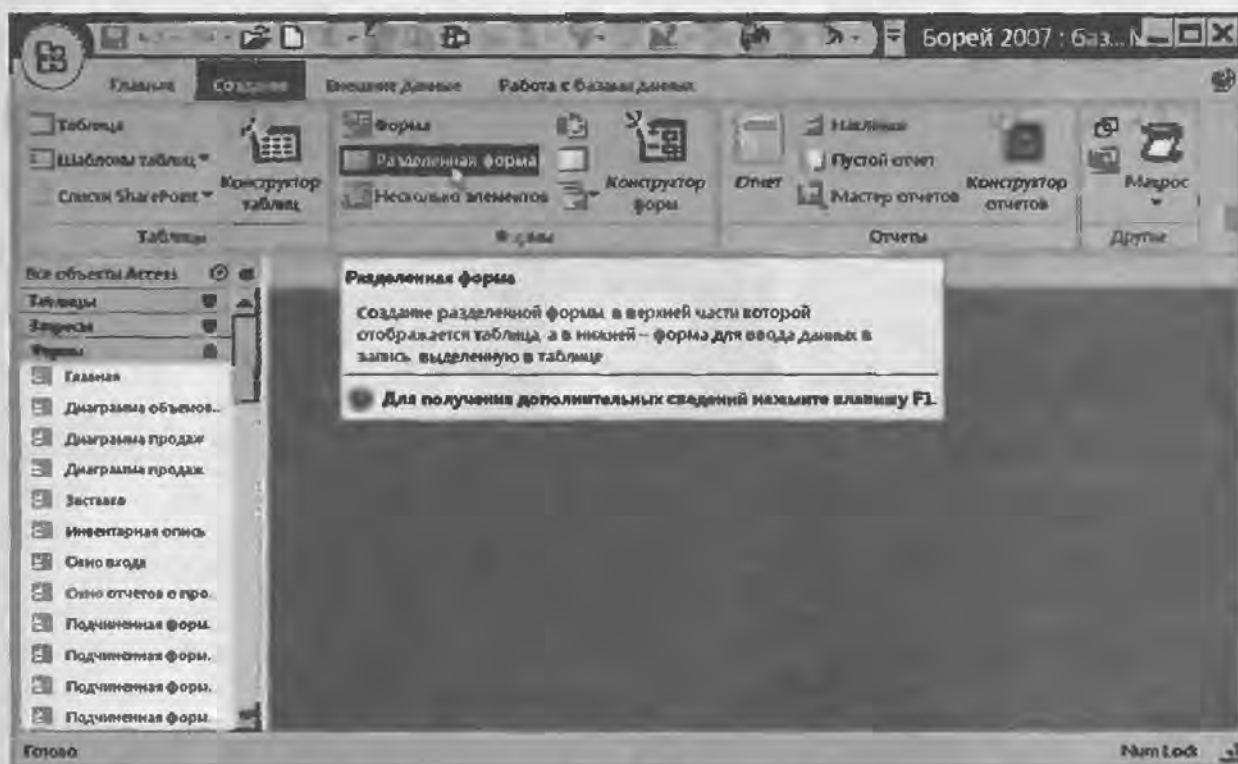 Борей 2007 : баз...
Главная Создание Внешние данные Работа с базами данных
Таблица
Шаблоны таблиц
Списки SharePoint
Конструктор таблиц
Таблицы
Форма
Разделенная форма
Несколько элементов
Конструктор форм
Формы
Отчет
Наклейки
Пустой отчет
Мастер отчетов
Конструктор отчетов
Отчеты
Макрос
Другие
Все объекты Access
Таблицы
Запросы
Формы
Главная
Диаграмма объемов...
Диаграмма продаж
Диаграмма продаж
Заставка
Инвентарная опись
Окно входа
Окно отчетов о про...
Подчиненная форм...
Подчиненная форм...
Подчиненная форм...
Подчиненная форм...
Разделенная форма
Создание разделенной формы, в верхней части которой
отображается таблица, а в нижней – форма для ввода данных в
запись, выделенную в таблице
Для получения дополнительных сведений нажмите клавишу F1.
Готово
Num Lock